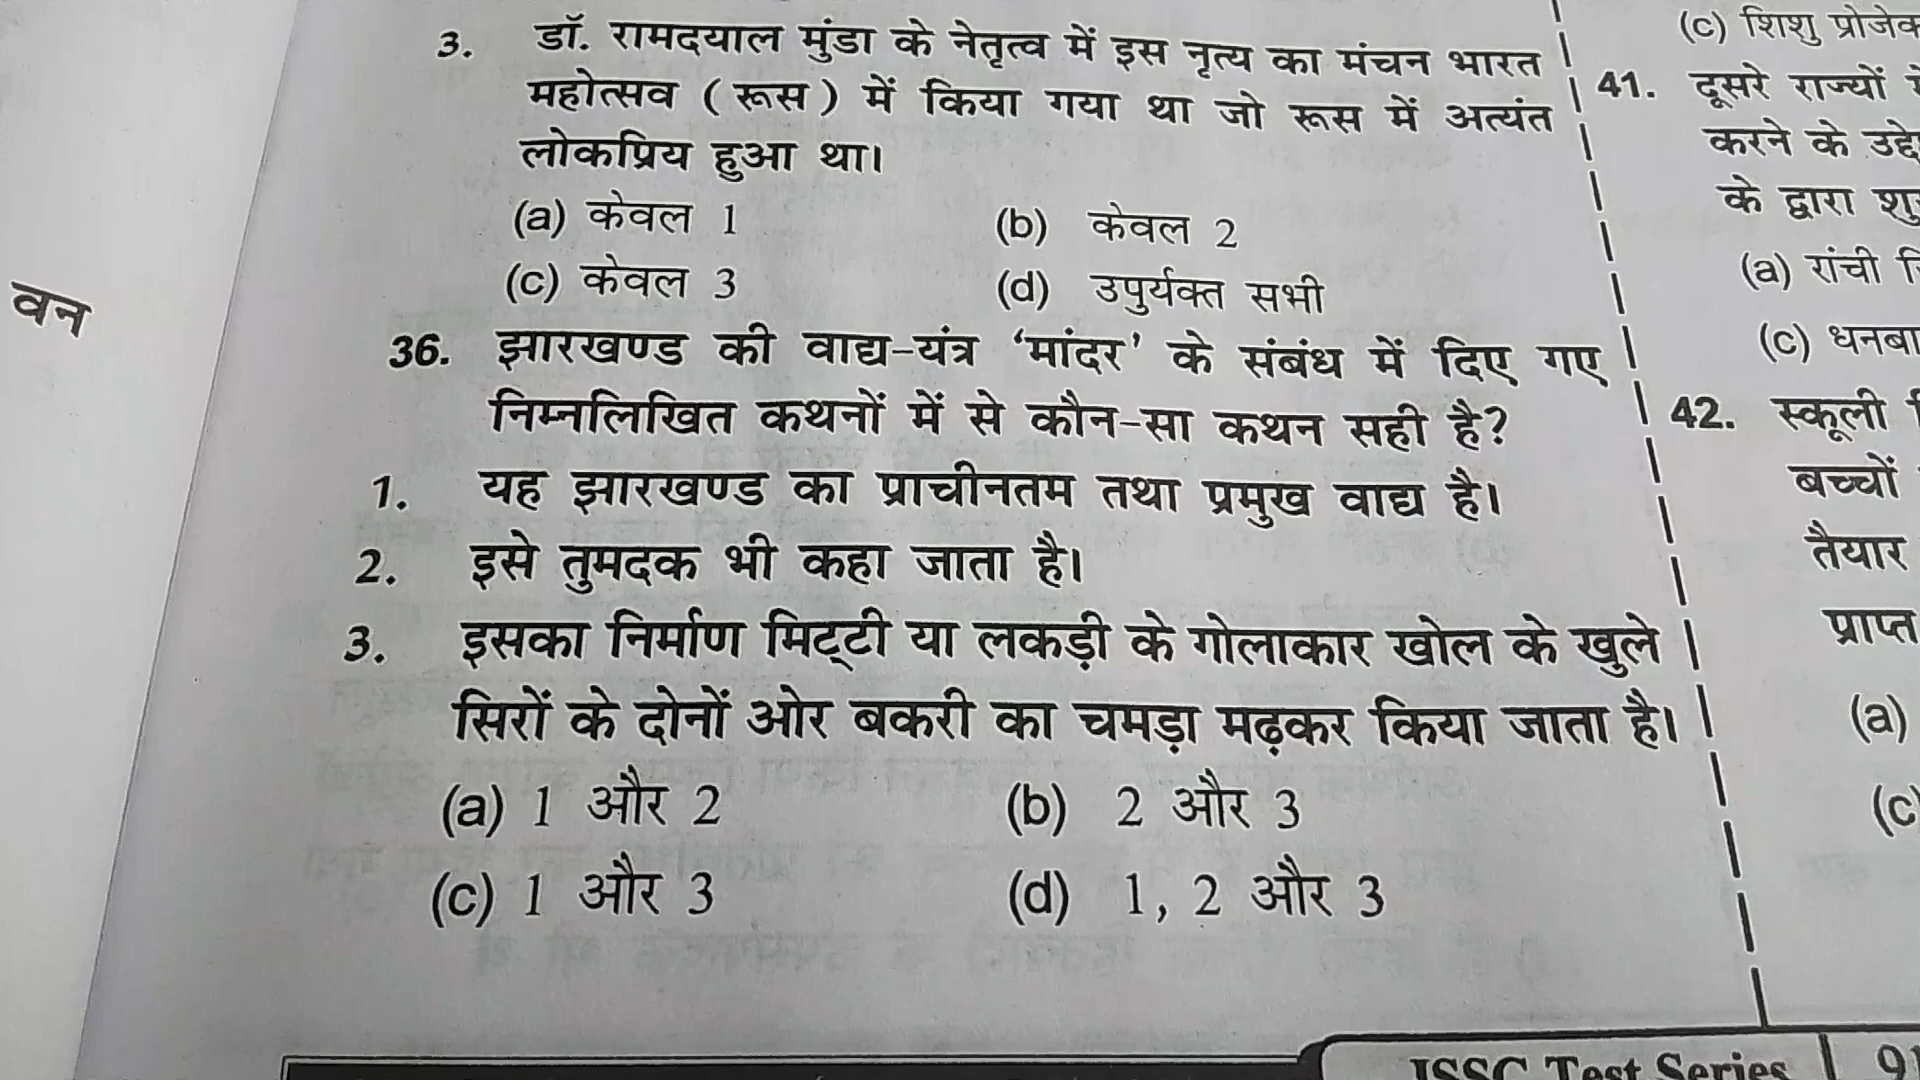 वन
3. डॉ. रामदयाल मुंडा के नेतृत्व में इस नृत्य का मंचन भारत
महोत्सव (रूस) में किया गया था जो रूस में अत्यंत
लोकप्रिय हुआ था।
(a) केवल 1 (b) केवल 2
(c) केवल 3 (d) उपुर्यक्त सभी
36. झारखण्ड की वाद्य-यंत्र ‘मांदर’ के संबंध में दिए गए
निम्नलिखित कथनों में से कौन-सा कथन सही है?
1. यह झारखण्ड का प्राचीनतम तथा प्रमुख वाद्य है।
2. इसे तुमदक भी कहा जाता है।
3. इसका निर्माण मिट्टी या लकड़ी के गोलाकार खोल के खुले
सिरों के दोनों ओर बकरी का चमड़ा मढ़कर किया जाता है।
(a) 1 और 2 (b) 2 और 3
(c) 1 और 3 (d) 1, 2 और 3
(c) शिशु
41. दूसरे राज्यों
करने के
के द्वारा
(a) रांची
(c)
42. स्कूली
बच्चों
तैयार
प्राप्त
(a)
(c)
JSSC Test Series